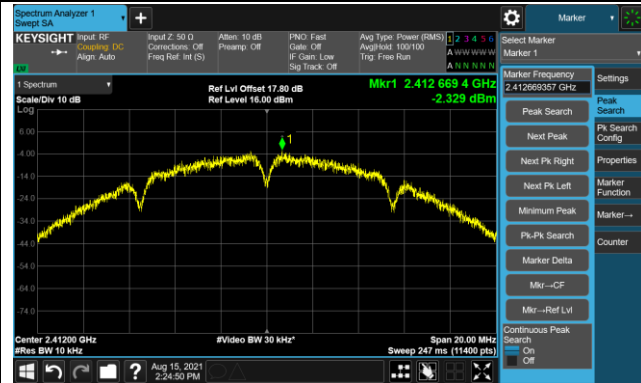 Spectrum Analyzer 1
Swept SA
+
Marker
KEYSIGHT
Input: RF
Coupling: DC
Align: Auto
Input Z: 50 Ω
Corrections: Off
Freq Ref: Int (S)
Atten: 10 dB
Preamp: Off
PNO: Fast
Gate: Off
IF Gain: Low
Sig Track: Off
Avg Type: Power (RMS)
Avg|Hold: 100/100
Trig: Free Run
1 2 3 4 5 6
A W W W W W
A N N N N N
LXI
Select Marker
Marker 1
1 Spectrum
Scale/Div 10 dB
Ref Lvl Offset 17.80 dB
Ref Level 16.00 dBm
Mkr1 2.412 669 4 GHz
-2.329 dBm
Log
6.00
-4.00
-14.0
-24.0
-34.0
-44.0
-54.0
-64.0
-74.0
1
Center 2.41200 GHz
#Res BW 10 kHz
#Video BW 30 kHz*
Span 20.00 MHz
Sweep 247 ms (11400 pts)
Marker Frequency
2.412669357 GHz
Peak Search
Next Peak
Next Pk Right
Next Pk Left
Minimum Peak
Pk-Pk Search
Marker Delta
Mkr→CF
Mkr→Ref Lvl
Continuous Peak
Search
On
Off
Settings
Peak
Search
Pk Search
Config
Properties
Marker
Function
Marker→
Counter
?
Aug 15, 2021
2:24:50 PM